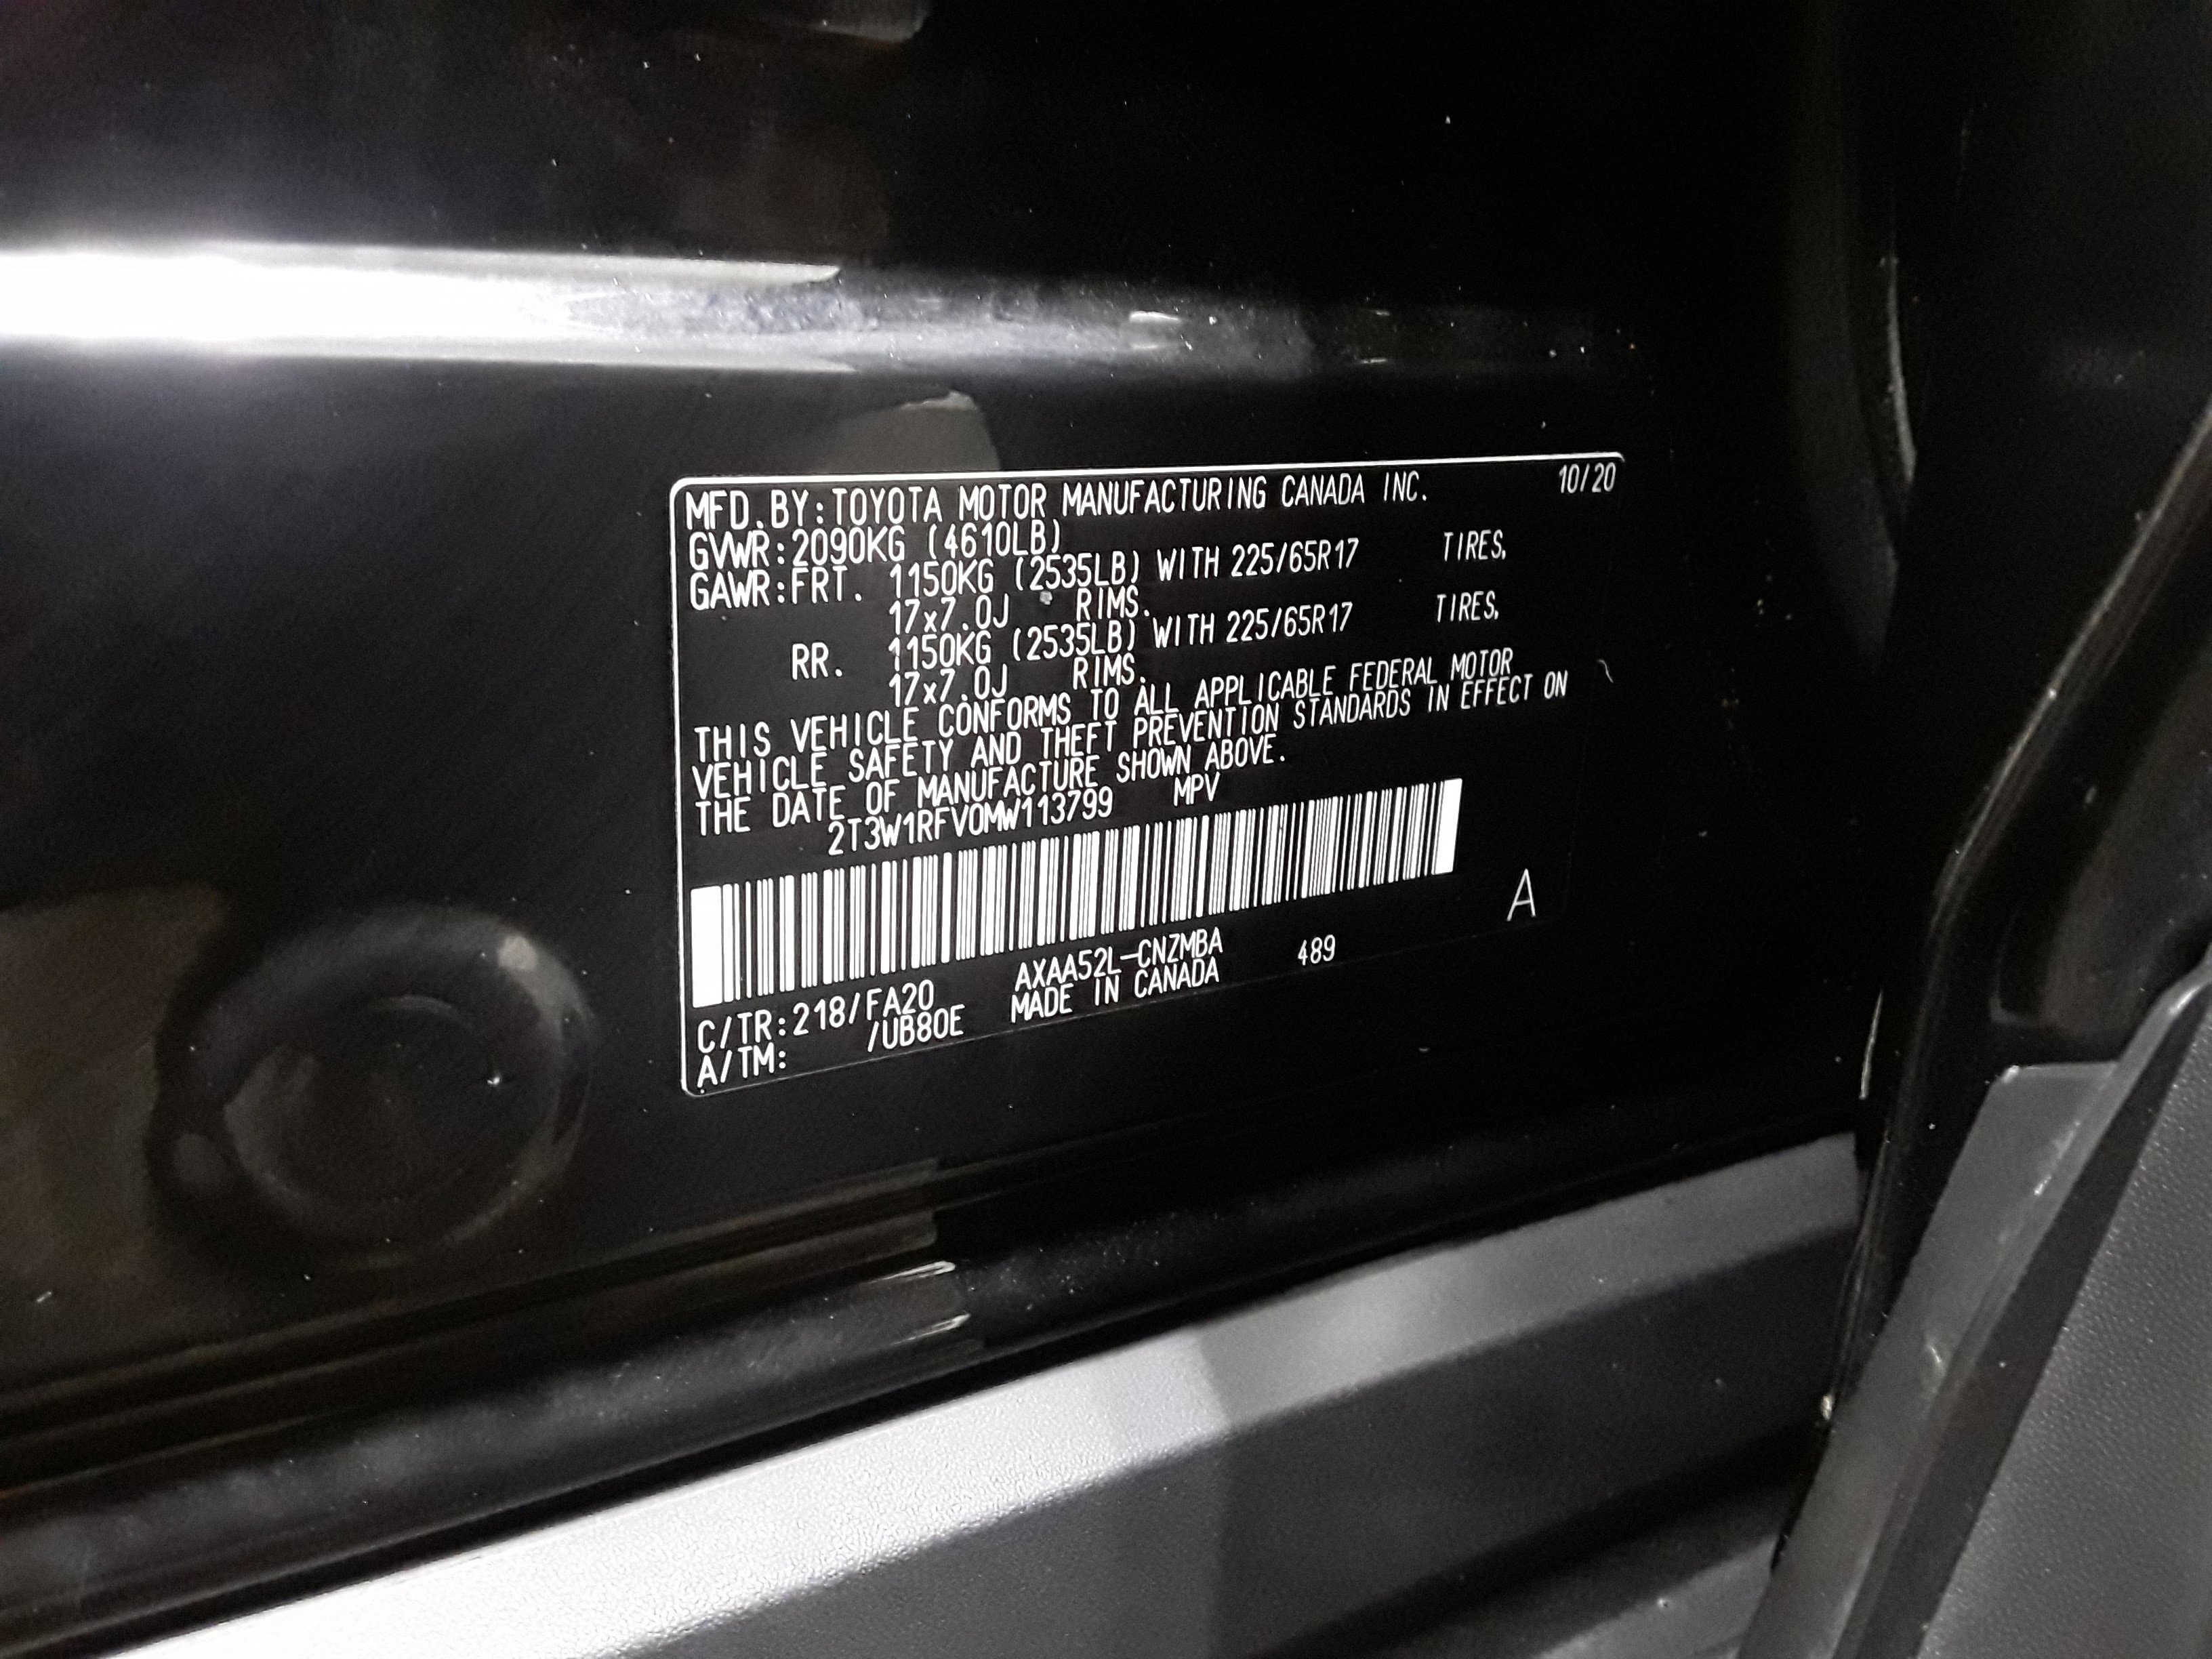 MFD.BY:TOYOTA MOTOR MANUFACTURING CANADA INC. 10/20
GVWR:2090KG (4610LB)
GAWR:FRT. 1150KG (2535LB) WITH 225/65R17 TIRES,
17x7.0J RIMS.
RR. 1150KG (2535LB) WITH 225/65R17 TIRES,
17x7.0J RIMS.
THIS VEHICLE CONFORMS TO ALL APPLICABLE FEDERAL MOTOR
VEHICLE SAFETY AND THEFT PREVENTION STANDARDS IN EFFECT ON
THE DATE OF MANUFACTURE SHOWN ABOVE.
2T3W1RFV0MW113799 MPV
A
AXAA52L-CNZMBA 489
C/TR:218/FA20 MADE IN CANADA
A/TM: /UB80E